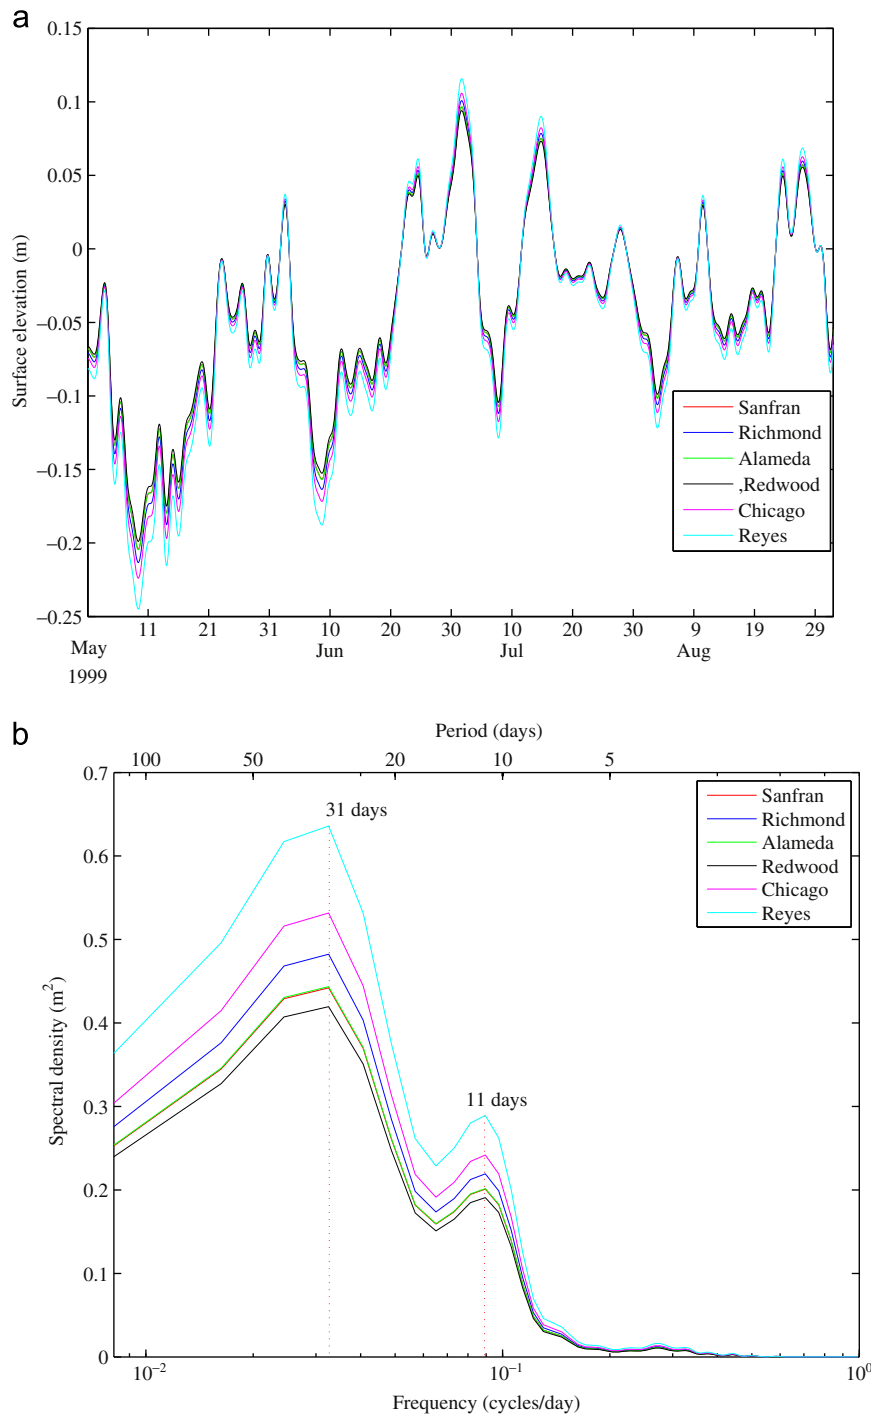 a
0.15
0.1
0.05
0
−0.05
−0.1
−0.15
−0.2
−0.25
Surface elevation (m)
Sanfran
Richmond
Alameda
,Redwood
Chicago
Reyes
11 21 31 10 20 30 10 20 30 9 19 29
May Jun Jul Aug
1999
b
Period (days)
100 50 20 10 5
0.7
0.6
0.5
0.4
0.3
0.2
0.1
0
Spectral density (m²)
31 days
11 days
Sanfran
Richmond
Alameda
Redwood
Chicago
Reyes
10⁻² 10⁻¹ 10⁰
Frequency (cycles/day)